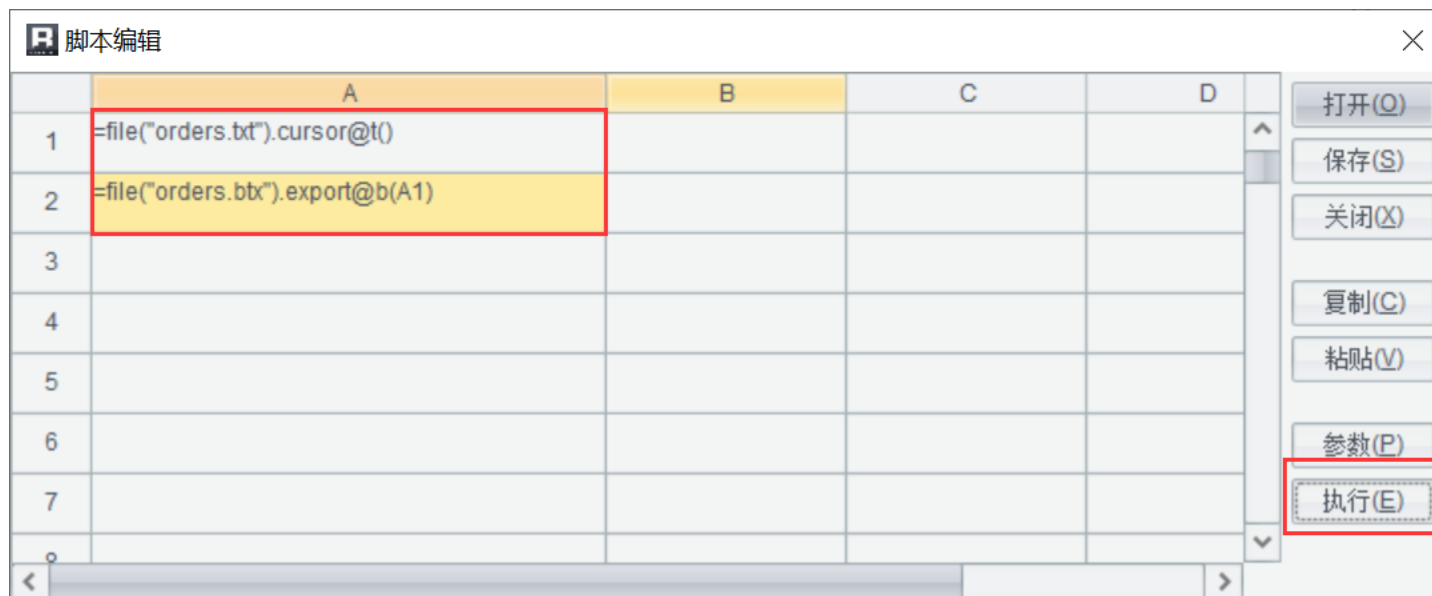 脚本编辑
A B C D
1 =file("orders.txt").cursor@t()
2 =file("orders.btx").export@b(A1)
3
4
5
6
7
8
打开(O)
保存(S)
关闭(X)
复制(C)
粘贴(V)
参数(P)
执行(E)